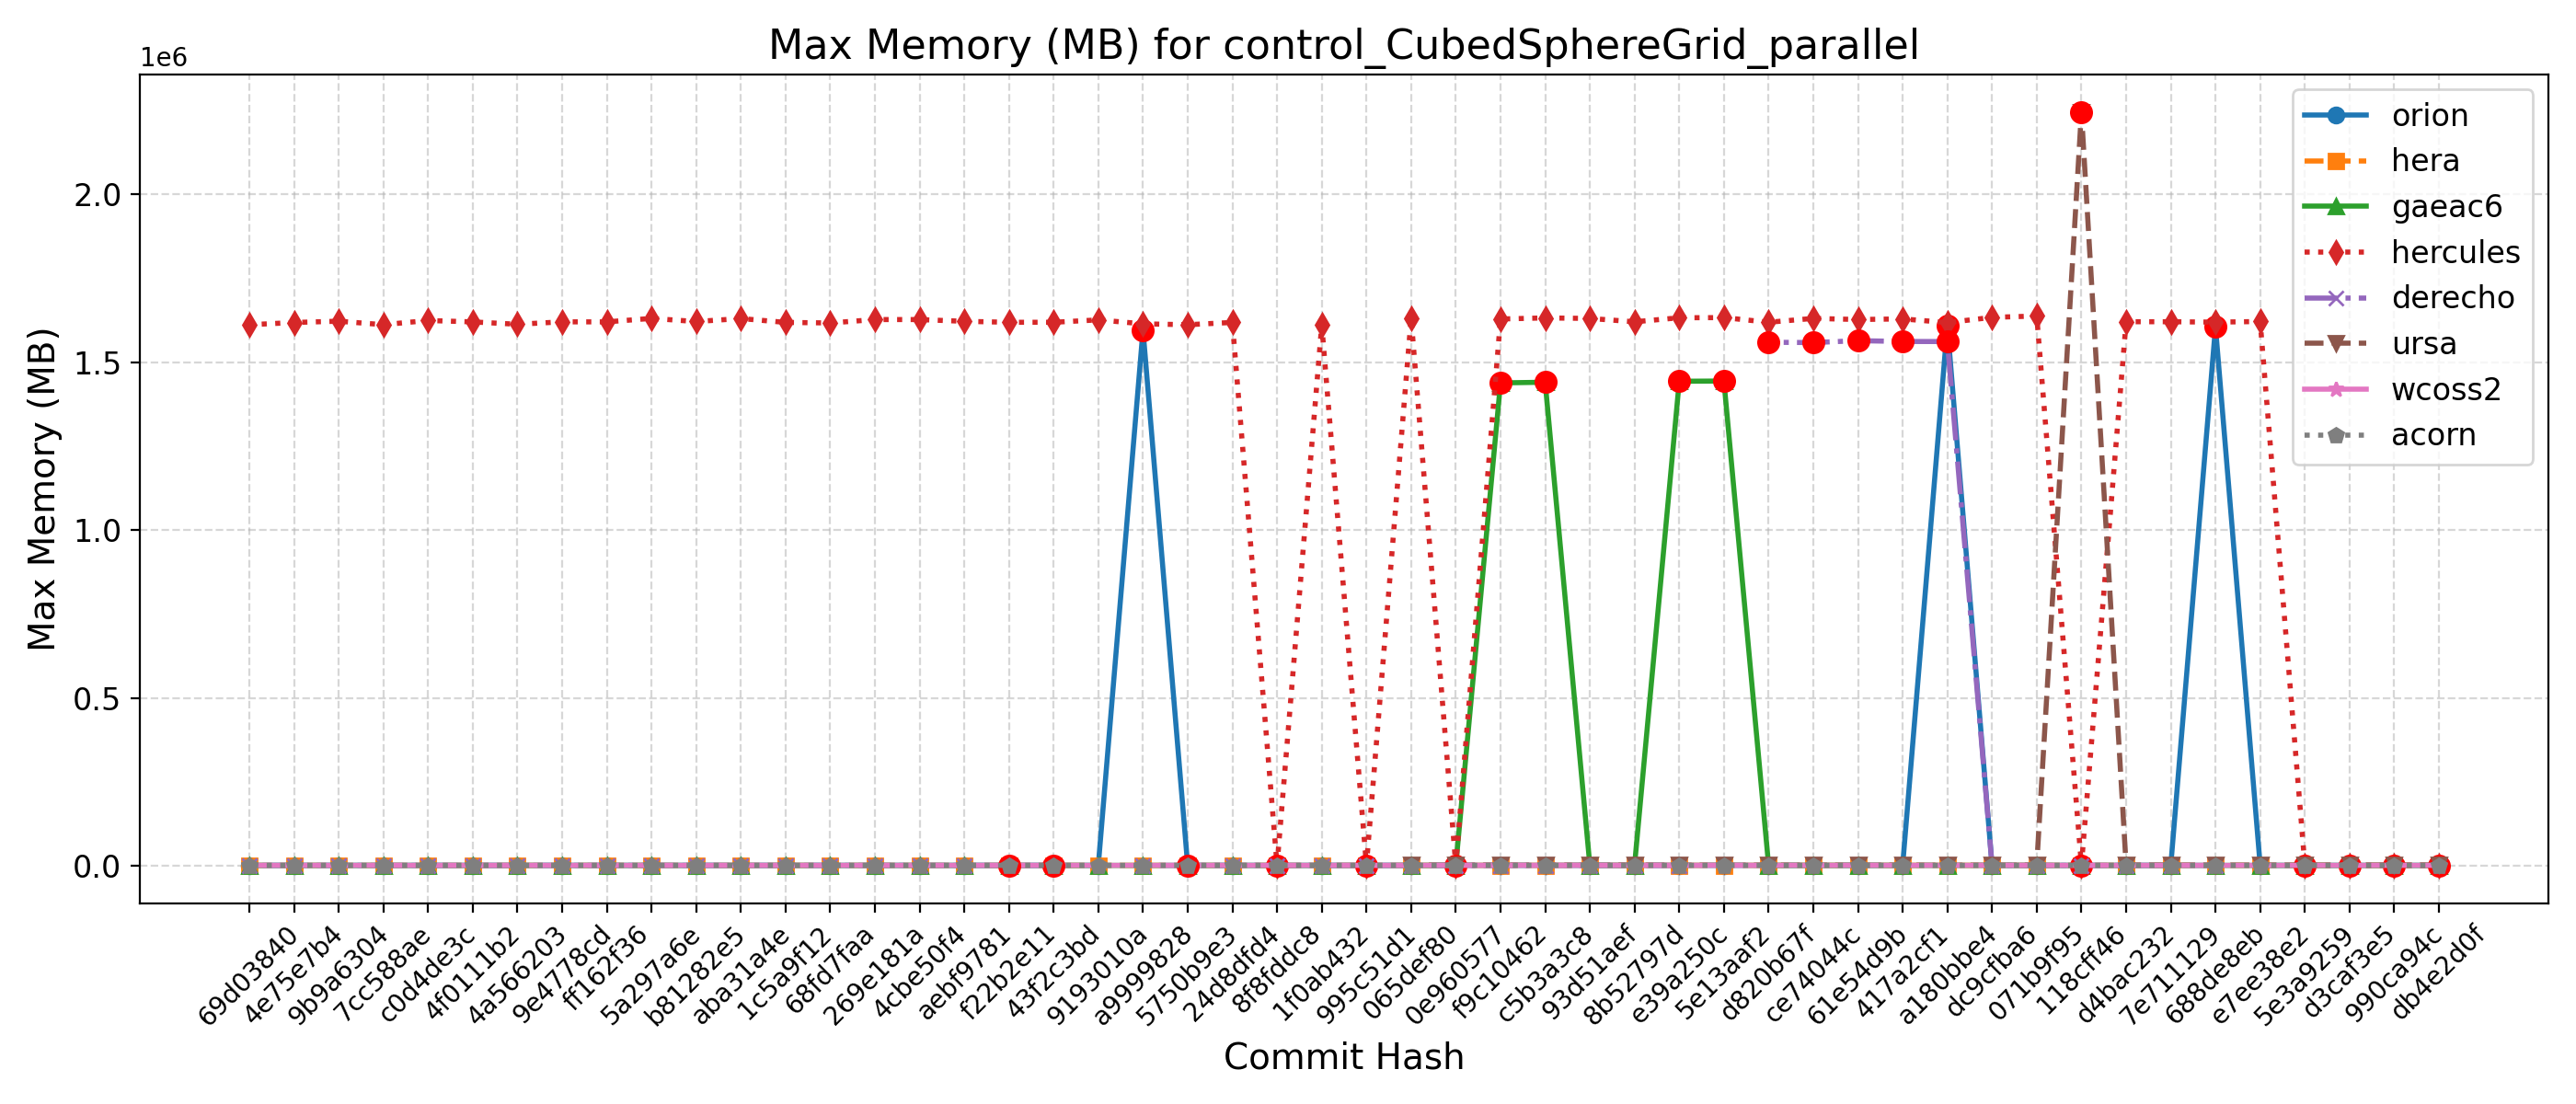 Max Memory (MB) for control_CubedSphereGrid_parallel
1e6
2.0
1.5
1.0
0.5
0.0
Max Memory (MB)
orion
hera
gaeac6
hercules
derecho
ursa
wcoss2
acorn
69d03840
4e75e7b4
9b9a6304
7cc588ae
c0d4de3c
4f0111b2
4a566203
9e4778cd
ff162f36
5a297a6e
b81282e5
aba31a4e
1c5a9f12
68fd7faa
269e181a
4cbe50f4
aebf9781
f22b2e11
43f2c3bd
9193010a
a9999828
5750b9e3
24d8dfd4
8f8fddc8
1f0ab432
995c51d1
065def80
0e960577
f9c10462
c5b3a3c8
93d51aef
8b52797d
e39a250c
5e13aaf2
d820b67f
ce74044c
61e54d9b
417a2cf1
a180bbe4
dc9cfba6
071b9f95
118cff46
d4bac232
7e711129
688de8eb
e7ee38e2
5e3a9259
d3caf3e5
990ca94c
db4e2d0f
Commit Hash